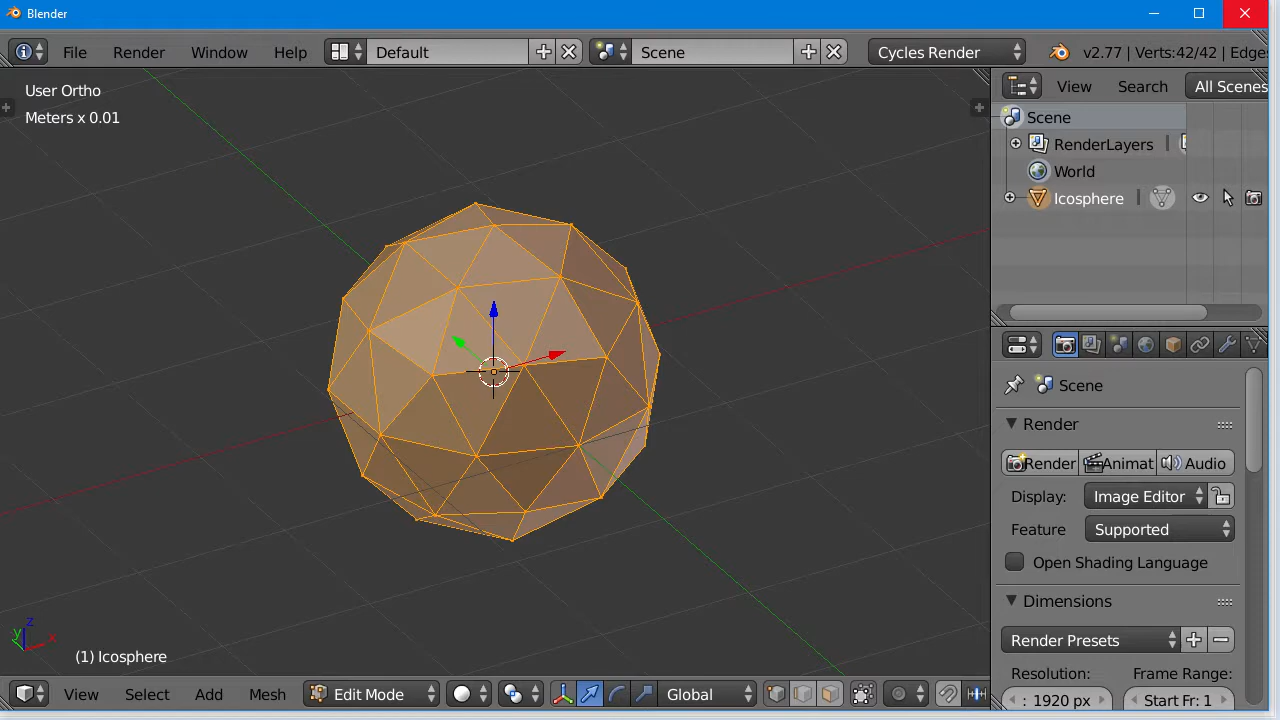 Blender
File Render Window Help Default Scene Cycles Render v2.77 | Verts:42/42 | Edge
User Ortho
Meters x 0.01
View Search All Scenes
Scene
RenderLayers
World
Icosphere
Scene
Render
Render Animat Audio
Display: Image Editor
Feature Supported
Open Shading Language
Dimensions
Render Presets
Resolution: Frame Range:
: 1920 px Start Fr: 1
z
y x
(1) Icosphere
View Select Add Mesh Edit Mode Global